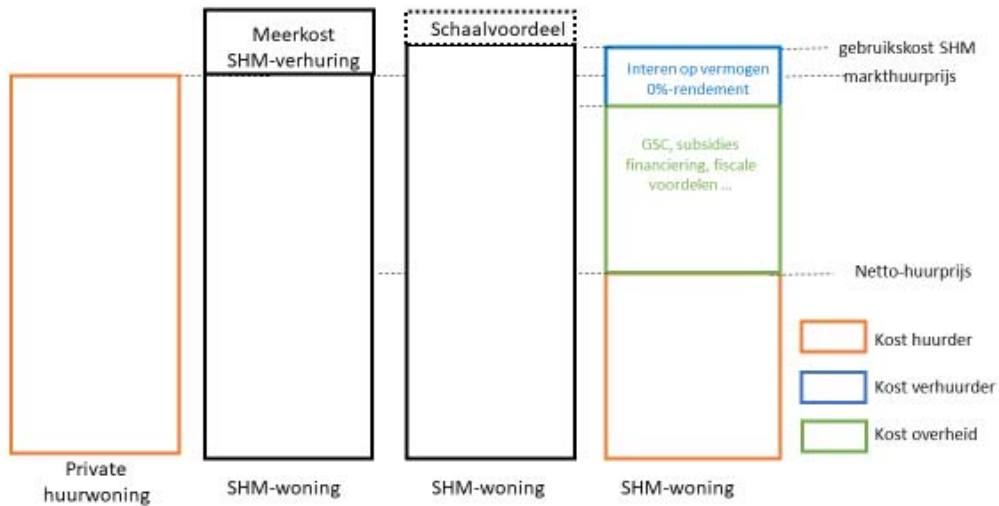 Meerkost
SHM-verhuring
Schaalvoordeel
gebruikskost SHM
markthuurprijs
Interen op vermogen
0%-rendement
GSC, subsidies
financiering, fiscale
voordelen ...
Netto-huurprijs
Kost huurder
Kost verhuurder
Kost overheid
Private
huurwoning
SHM-woning
SHM-woning
SHM-woning